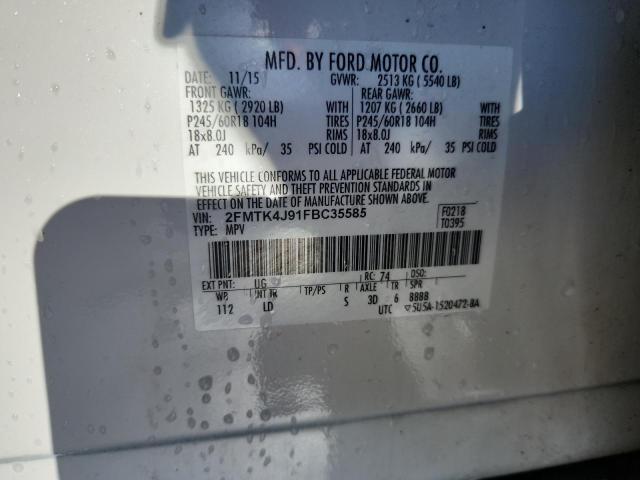 MFD. BY FORD MOTOR CO.
DATE: 11/15 GVWR: 2513 KG ( 5540 LB)
FRONT GAWR: REAR GAWR:
1325 KG ( 2920 LB) WITH 1207 KG ( 2660 LB) WITH
P245/60R18 104H TIRES P245/60R18 104H TIRES
18x8.0J RIMS 18x8.0J RIMS
AT 240 kPa/ 35 PSI COLD AT 240 kPa/ 35 PSI COLD
THIS VEHICLE CONFORMS TO ALL APPLICABLE FEDERAL MOTOR
VEHICLE SAFETY AND THEFT PREVENTION STANDARDS IN
EFFECT ON THE DATE OF MANUFACTURE SHOWN ABOVE.
VIN: 2FMTK4J91FBC35585 F0218
TYPE: MPV T0395
EXT PNT: UG RC: 74 DSO:
WB INT TR TP/PS R AXLE TR SPR
112 LD S 3D 6 8888
UTC ▽5U5A-1520472-BA